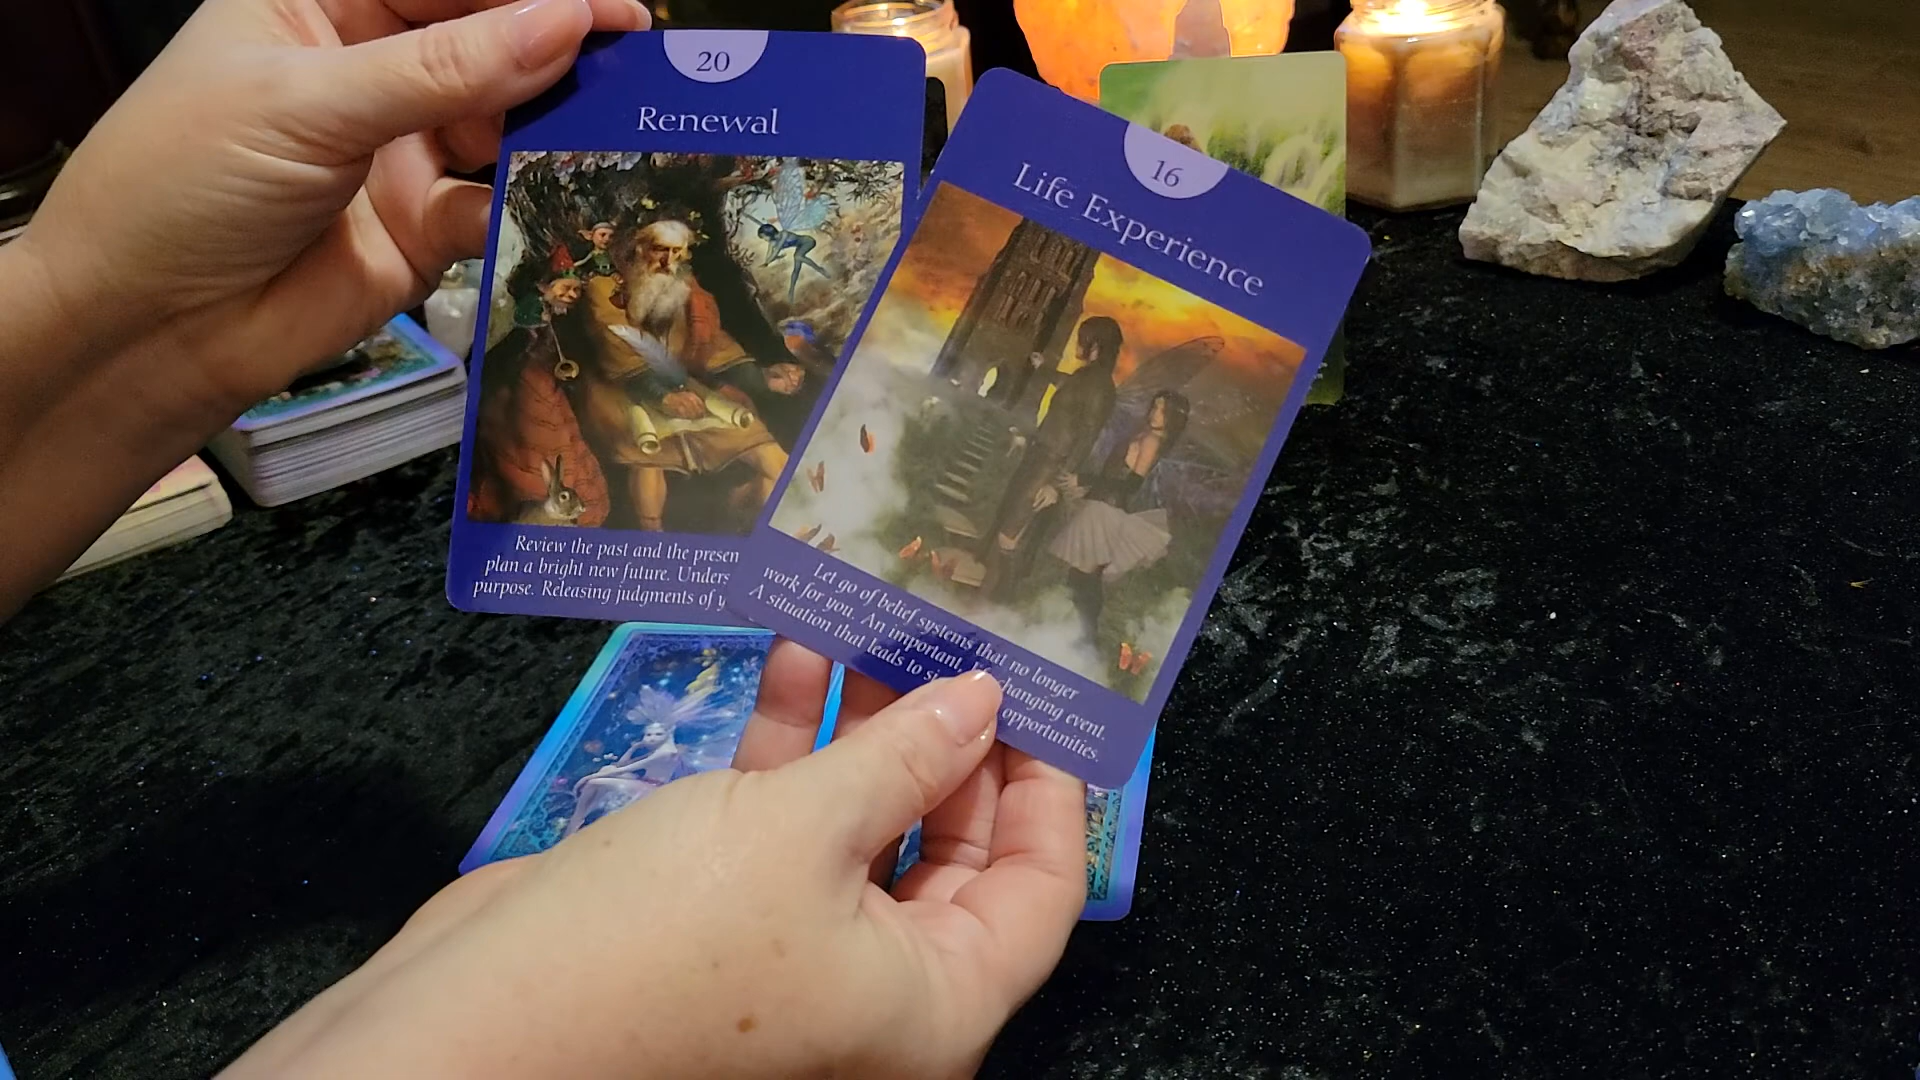 20
Renewal
Review the past and the presen
plan a bright new future. Unders
purpose. Releasing judgments of y
16
Life Experience
Let go of belief systems that no longer
work for you. An important, changing event.
A situation that leads to opportunities.